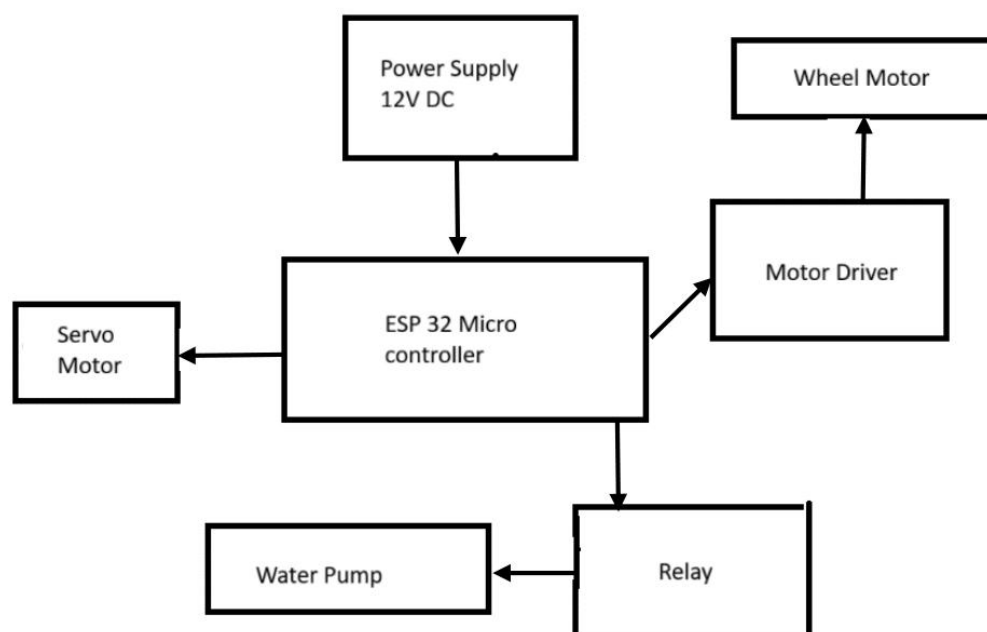 Power Supply
12V DC
Wheel Motor
Motor Driver
ESP 32 Micro
controller
Servo
Motor
Water Pump
Relay